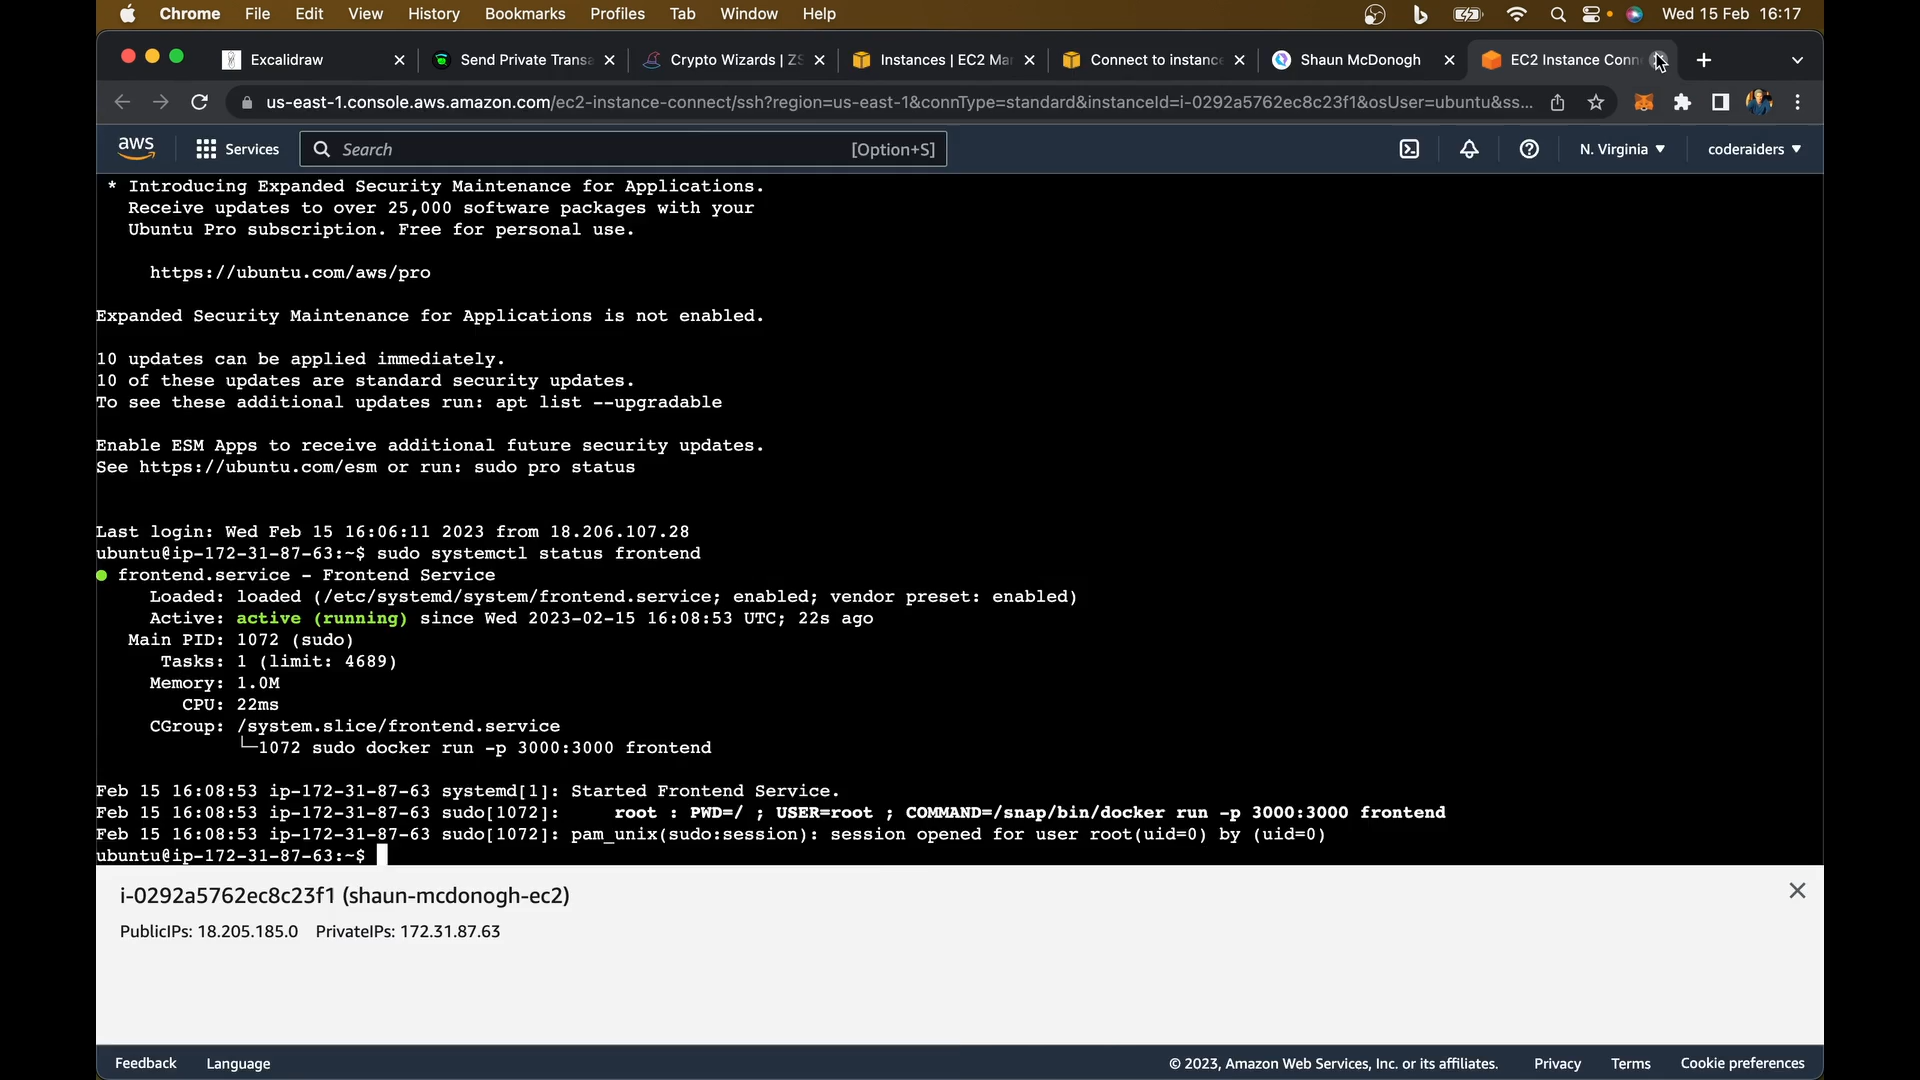 Chrome File Edit View History Bookmarks Profiles Tab Window Help Wed 15 Feb 16:17
Excalidraw Send Private Transa Crypto Wizards | ZS Instances | EC2 Ma Connect to instance Shaun McDonogh EC2 Instance Conn
us-east-1.console.aws.amazon.com/ec2-instance-connect/ssh?region=us-east-1&connType=standard&instanceId=i-0292a5762ec8c23f1&osUser=ubuntu&ss...
aws Services Search [Option+S] N. Virginia coderaiders
* Introducing Expanded Security Maintenance for Applications.
Receive updates to over 25,000 software packages with your
Ubuntu Pro subscription. Free for personal use.
https://ubuntu.com/aws/pro
Expanded Security Maintenance for Applications is not enabled.
10 updates can be applied immediately.
10 of these updates are standard security updates.
To see these additional updates run: apt list --upgradable
Enable ESM Apps to receive additional future security updates.
See https://ubuntu.com/esm or run: sudo pro status
Last login: Wed Feb 15 16:06:11 2023 from 18.206.107.28
ubuntu@ip-172-31-87-63:~$ sudo systemctl status frontend
● frontend.service - Frontend Service
Loaded: loaded (/etc/systemd/system/frontend.service; enabled; vendor preset: enabled)
Active: active (running) since Wed 2023-02-15 16:08:53 UTC; 22s ago
Main PID: 1072 (sudo)
Tasks: 1 (limit: 4689)
Memory: 1.0M
CPU: 22ms
CGroup: /system.slice/frontend.service
└─1072 sudo docker run -p 3000:3000 frontend
Feb 15 16:08:53 ip-172-31-87-63 systemd[1]: Started Frontend Service.
Feb 15 16:08:53 ip-172-31-87-63 sudo[1072]: root : PWD=/ ; USER=root ; COMMAND=/snap/bin/docker run -p 3000:3000 frontend
Feb 15 16:08:53 ip-172-31-87-63 sudo[1072]: pam_unix(sudo:session): session opened for user root(uid=0) by (uid=0)
ubuntu@ip-172-31-87-63:~$
i-0292a5762ec8c23f1 (shaun-mcdonogh-ec2)
PublicIPs: 18.205.185.0 PrivateIPs: 172.31.87.63
Feedback Language © 2023, Amazon Web Services, Inc. or its affiliates. Privacy Terms Cookie preferences